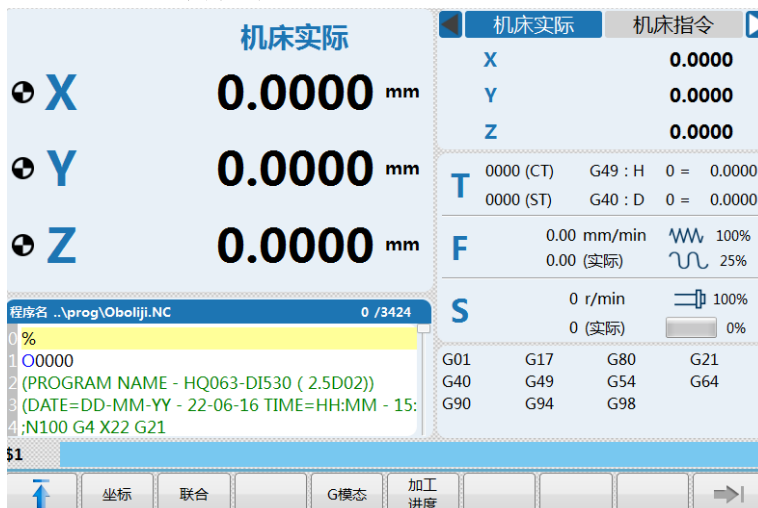 机床实际
X 0.0000 mm
Y 0.0000 mm
Z 0.0000 mm
程序名 ..\prog\Oboliji.NC 0 /3424
0 %
1 O0000
2 (PROGRAM NAME - HQ063-DI530 ( 2.5D02))
3 (DATE=DD-MM-YY - 22-06-16 TIME=HH:MM - 15:
4 ;N100 G4 X22 G21
机床实际 机床指令
X 0.0000
Y 0.0000
Z 0.0000
T 0000 (CT) G49 : H 0 = 0.0000
0000 (ST) G40 : D 0 = 0.0000
F 0.00 mm/min 100%
0.00 (实际) 25%
S 0 r/min 100%
0 (实际) 0%
G01 G17 G80 G21
G40 G49 G54 G64
G90 G94 G98
$1
坐标 联合 G模态 加工
进度